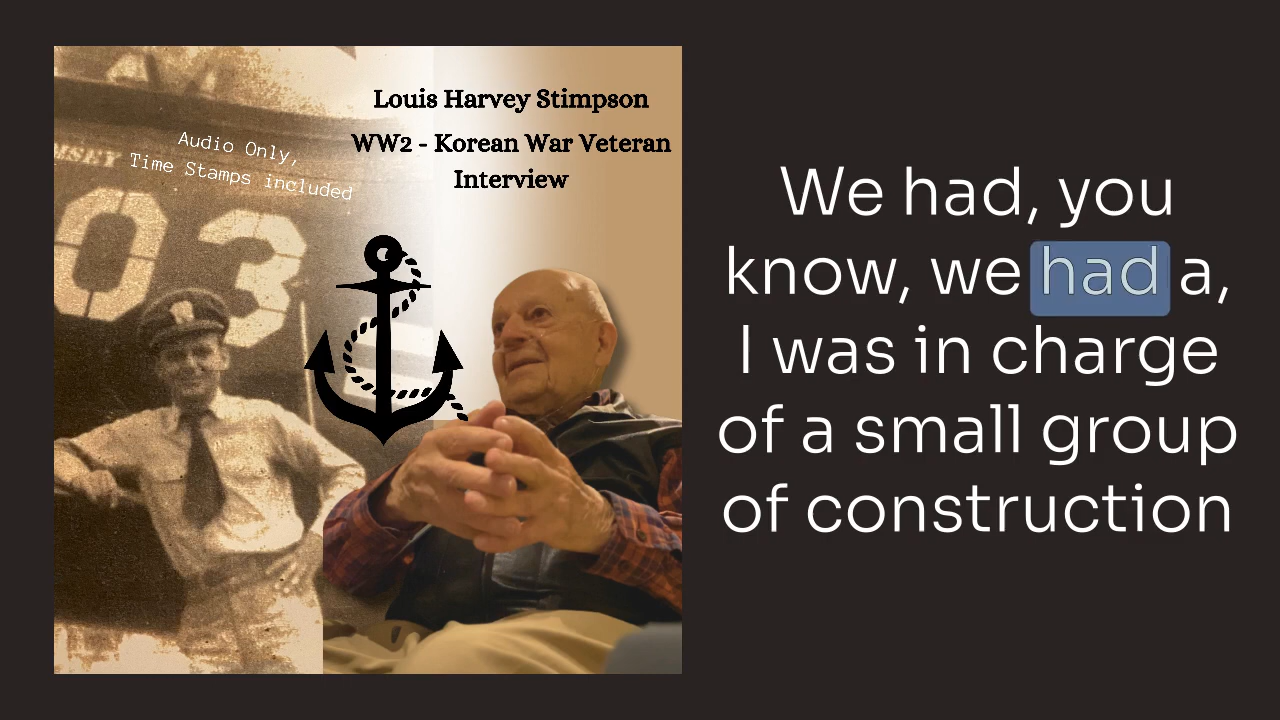 Louis Harvey Stimpson
WW2 - Korean War Veteran
Interview
Audio Only,
Time Stamps included
MSEY
03
We had, you
know, we had a,
I was in charge
of a small group
of construction